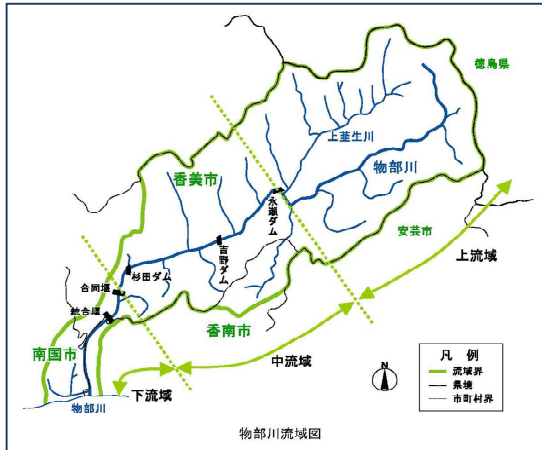 徳島県
上韮生川
物部川
香美市
永瀬ダム
安芸市
上流域
吉野ダム
杉田ダム
合同堰
統合堰
香南市
南国市
中流域
下流域
物部川
N
凡 例
流域界
県境
市町村界
物部川流域図